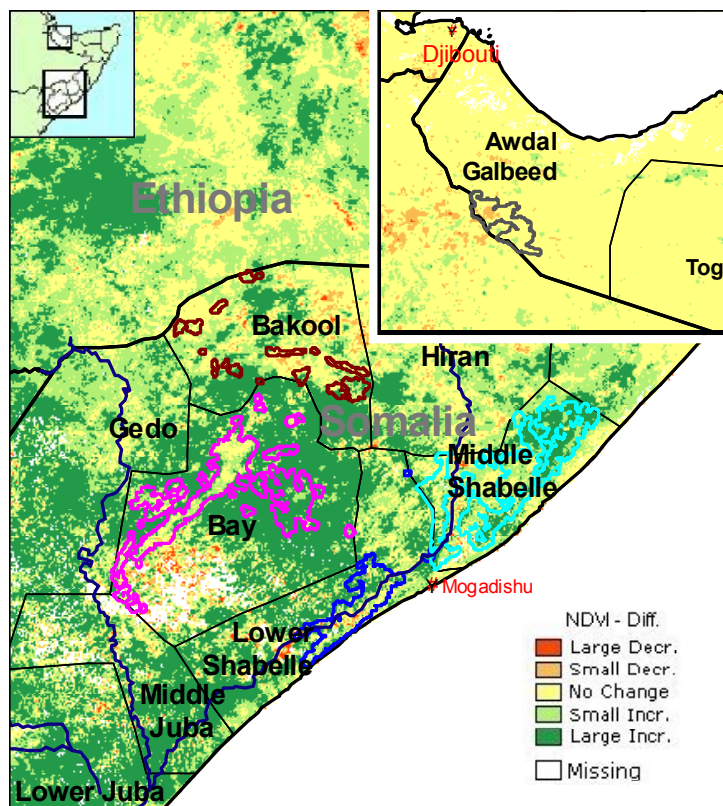 Djibouti
Awdal
Galbeed
Tog
Ethiopia
Bakool
Hiran
Somalia
Gedo
Middle
Shabelle
Bay
Mogadishu
Lower
Shabelle
Middle
Juba
Lower Juba
NDVI - Diff.
Large Decr.
Small Decr.
No Change
Small Incr.
Large Incr.
Missing